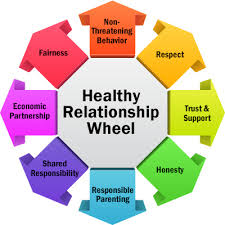 Healthy
Relationship
Wheel
Non-
Threatening
Behavior
Respect
Trust &
Support
Honesty
Responsible
Parenting
Shared
Responsibility
Economic
Partnership
Fairness